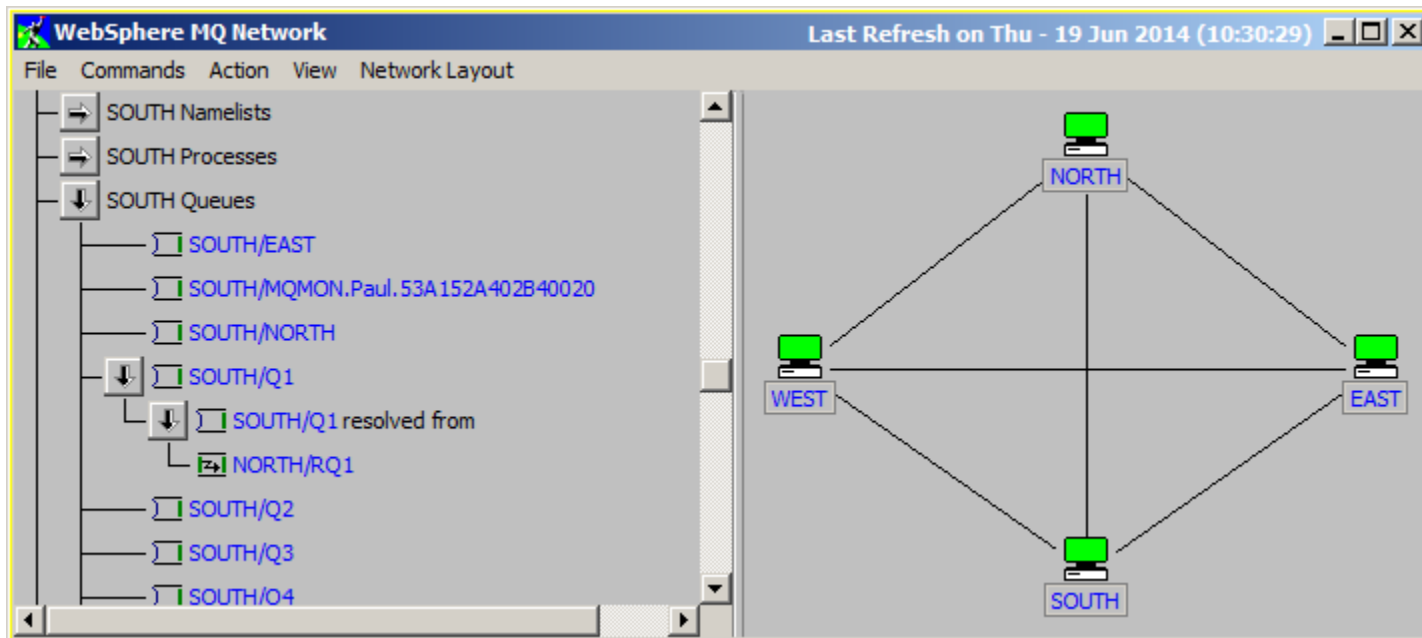 WebSphere MQ Network
Last Refresh on Thu - 19 Jun 2014 (10:30:29)
File Commands Action View Network Layout
SOUTH Namelists
SOUTH Processes
SOUTH Queues
SOUTH/EAST
SOUTH/MQMON.Paul.53A152A402B40020
SOUTH/NORTH
SOUTH/Q1
SOUTH/Q1 resolved from
NORTH/RQ1
SOUTH/Q2
SOUTH/Q3
SOUTH/Q4
NORTH
WEST
EAST
SOUTH